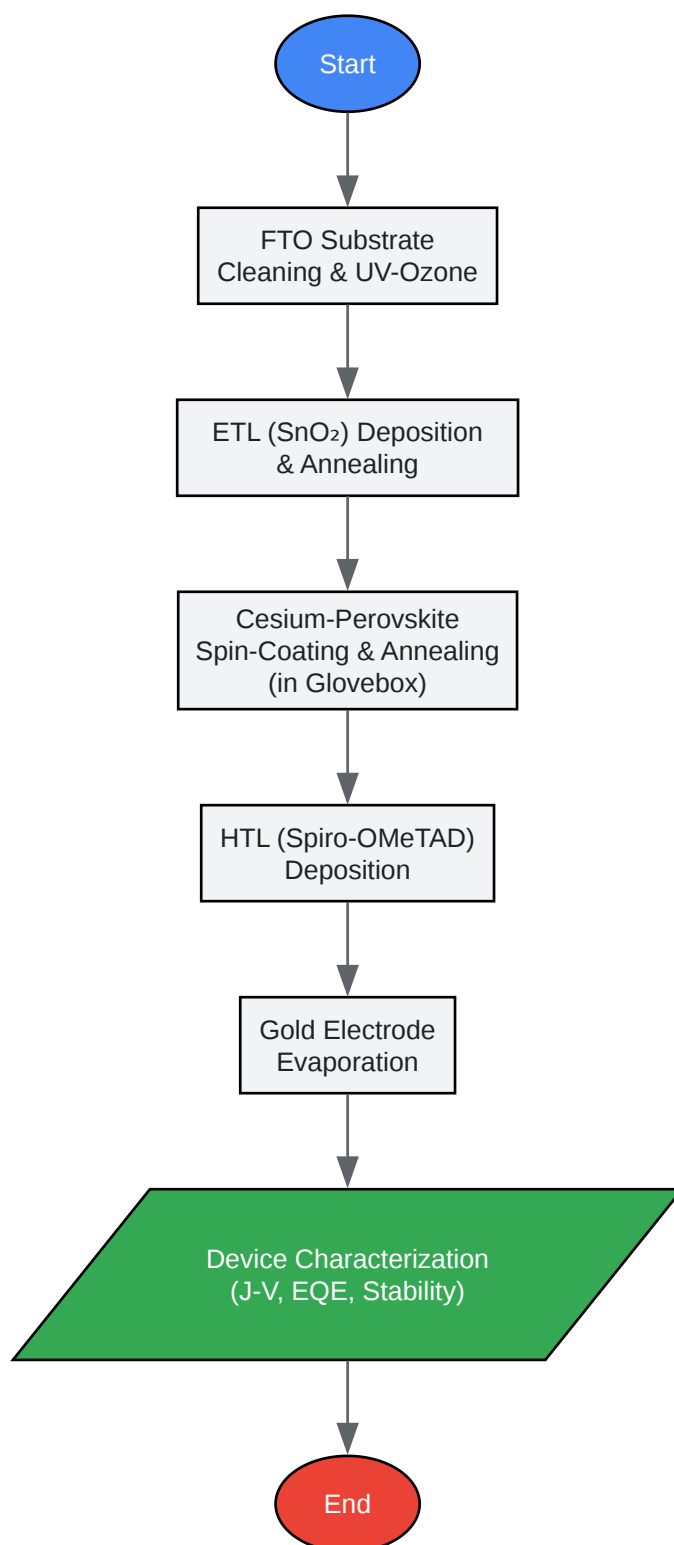 Start
FTO Substrate
Cleaning & UV-Ozone
ETL (SnO₂) Deposition
& Annealing
Cesium-Perovskite
Spin-Coating & Annealing
(in Glovebox)
HTL (Spiro-OMeTAD)
Deposition
Gold Electrode
Evaporation
Device Characterization
(J-V, EQE, Stability)
End